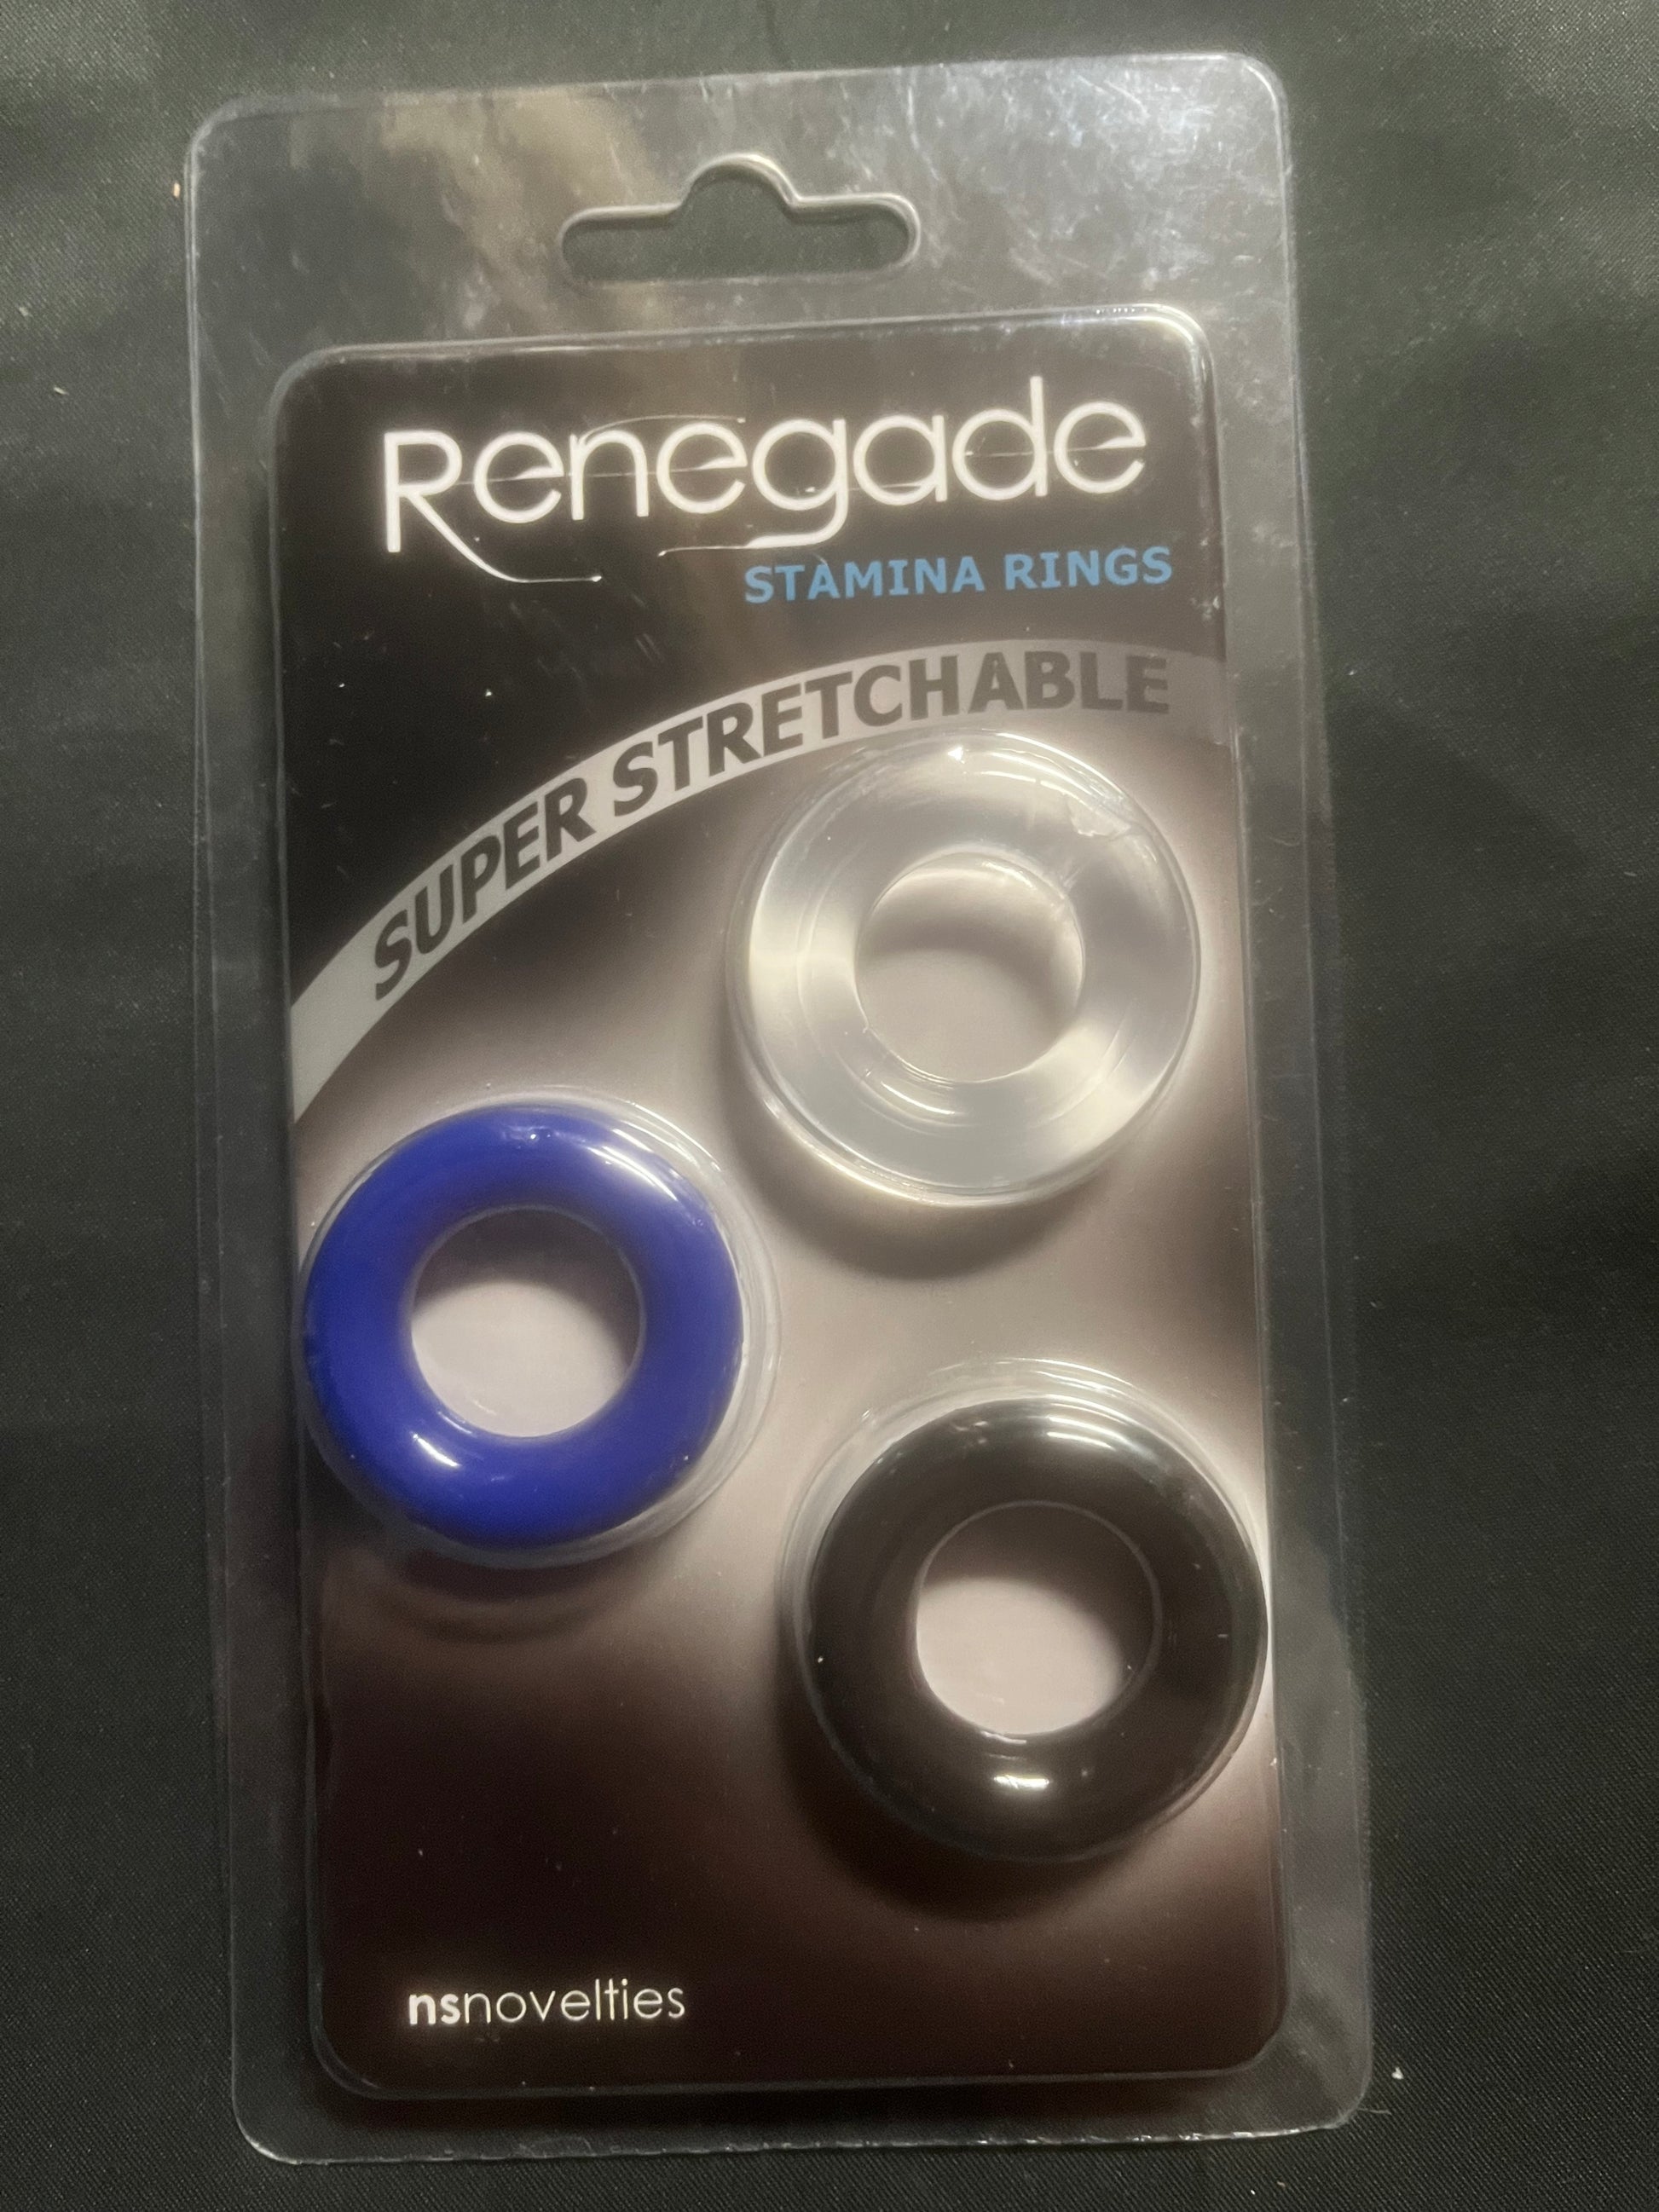 Renegade
STAMINA RINGS
SUPER STRETCHABLE
nsnovelties